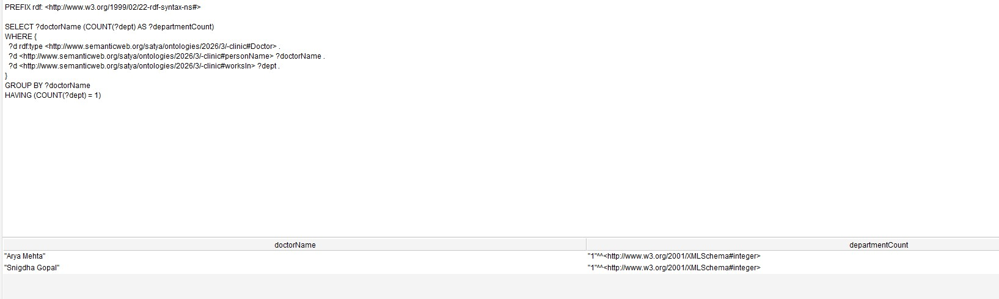 PREFIX rdf: <http://www.w3.org/1999/02/22-rdf-syntax-ns#>
SELECT ?doctorName (COUNT(?dept) AS ?departmentCount)
WHERE {
?d rdf:type <http://www.semanticweb.org/satya/ontologies/2026/3/-clinic#Doctor> .
?d <http://www.semanticweb.org/satya/ontologies/2026/3/-clinic#personName> ?doctorName .
?d <http://www.semanticweb.org/satya/ontologies/2026/3/-clinic#worksIn> ?dept .
}
GROUP BY ?doctorName
HAVING (COUNT(?dept) = 1)
doctorName departmentCount
"Arya Mehta" "1"^^<http://www.w3.org/2001/XMLSchema#integer>
"Snigdha Gopal" "1"^^<http://www.w3.org/2001/XMLSchema#integer>